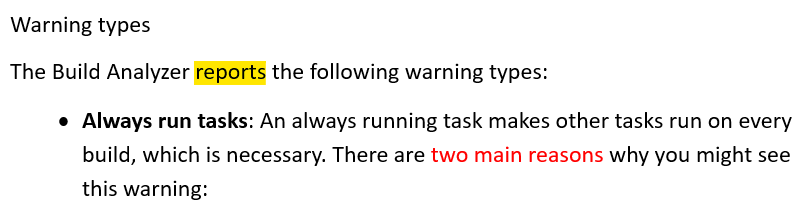 Warning types
The Build Analyzer reports the following warning types:
• Always run tasks: An always running task makes other tasks run on every
build, which is necessary. There are two main reasons why you might see
this warning: